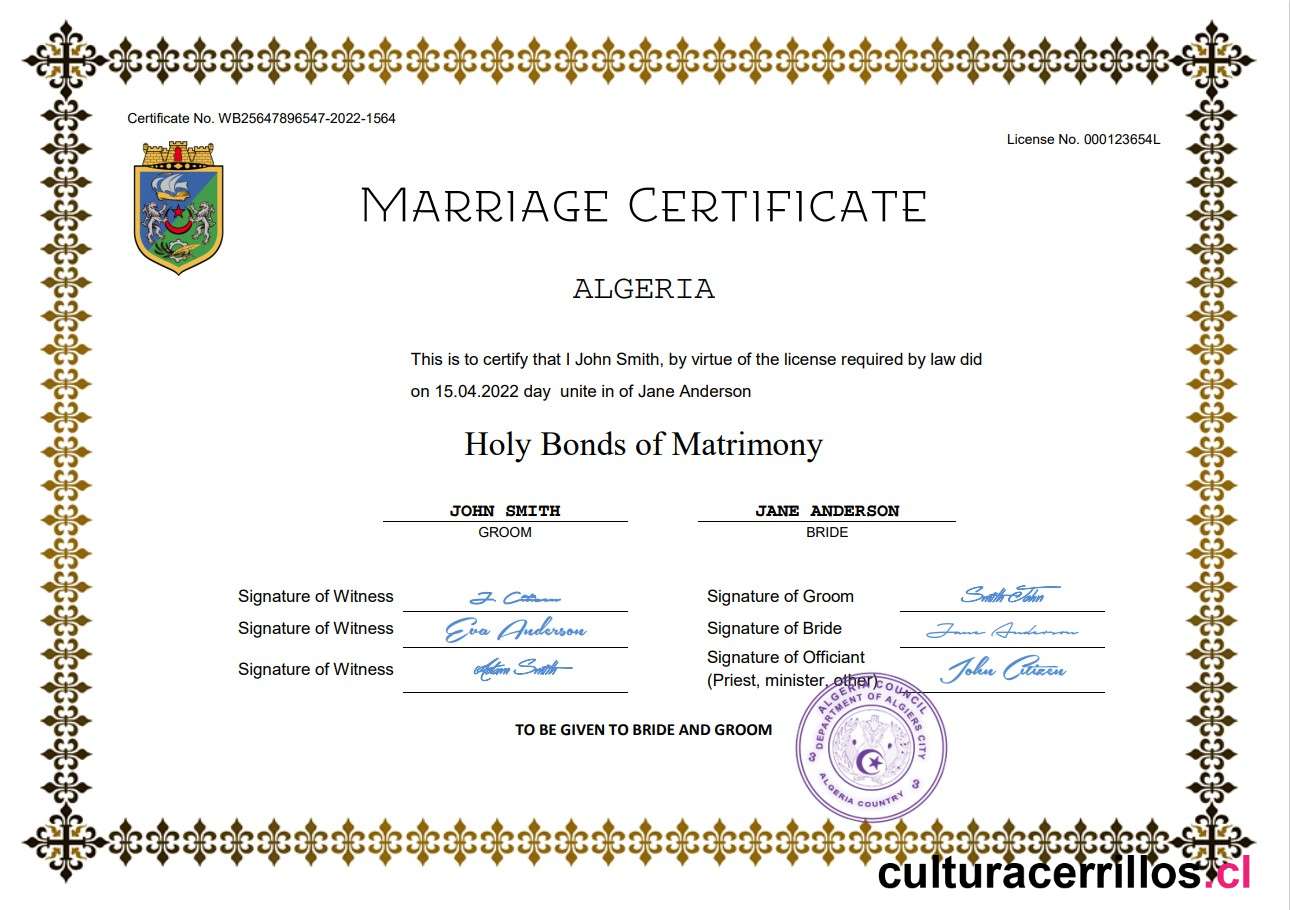 Certificate No. WB25647896547-2022-1564
License No. 000123654L
MARRIAGE CERTIFICATE
ALGERIA
This is to certify that I John Smith, by virtue of the license required by law did
on 15.04.2022 day unite in of Jane Anderson
Holy Bonds of Matrimony
JOHN SMITH
GROOM
JANE ANDERSON
BRIDE
Signature of Witness
Signature of Witness Eva Anderson
Signature of Witness Adam Smith
Signature of Groom Smith John
Signature of Bride Jane Anderson
Signature of Officiant
(Priest, minister, other) John Citizen
TO BE GIVEN TO BRIDE AND GROOM
ALGERIA COUNCIL
DEPARTMENT OF ALGIERS CITY
ALGERIA COUNTRY
culturacerrillos.cl